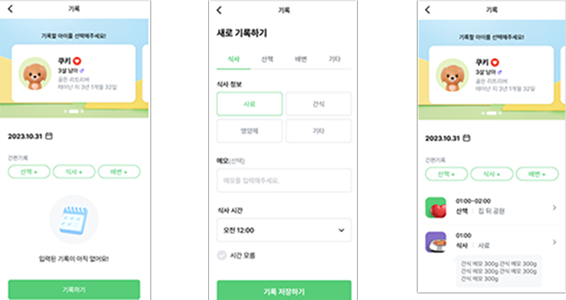 기록
기록할 아이를 선택해주세요!
쿠키
3살 남아
골든 리트리버
태어난 지 3년 1개월 32일
2023.10.31
간편기록
산책 +
식사 +
배변 +
입력된 기록이 아직 없어요!
기록하기
기록
새로 기록하기
식사
산책
배변
기타
식사 정보
사료
간식
영양제
기타
메모(선택)
메모를 입력해주세요.
식사 시간
오전 12:00
시간 모름
기록 저장하기
기록
기록할 아이를 선택해주세요!
쿠키
3살 남아
골든 리트리버
태어난 지 3년 1개월 32일
2023.10.31
간편기록
산책 +
식사 +
배변 +
01:00~02:00
산책 | 집 뒤 공원
01:00
식사 | 사료
간식 메모 300g 간식 메모 300g
간식 메모 300g 간식 메모 300g
간식 메모 300g